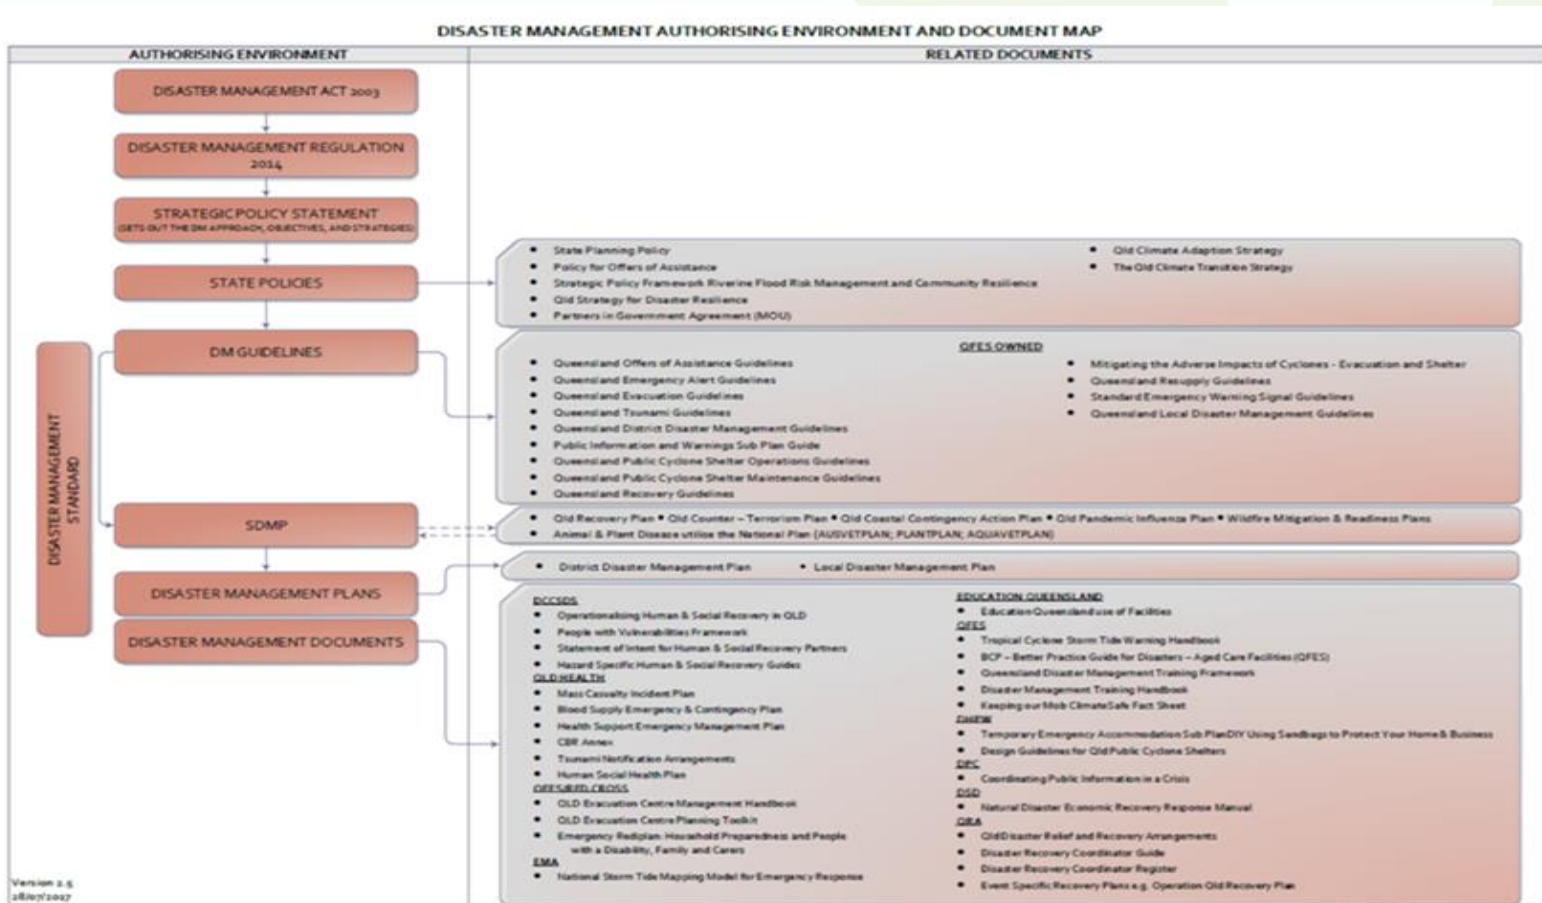 DISASTER MANAGEMENT AUTHORISING ENVIRONMENT AND DOCUMENT MAP
AUTHORISING ENVIRONMENT
RELATED DOCUMENTS
DISASTER MANAGEMENT ACT 2003
DISASTER MANAGEMENT REGULATION
2014
STRATEGIC POLICY STATEMENT
(SETS OUT THE DM APPROACH, OBJECTIVES, AND STRATEGIES)
STATE POLICIES
DM GUIDELINES
DISASTER MANAGEMENT
STANDARD
SDMP
DISASTER MANAGEMENT PLANS
DISASTER MANAGEMENT DOCUMENTS
• State Planning Policy
• Policy for Offers of Assistance
• Strategic Policy Framework Riverine Flood Risk Management and Community Resilience
• Qld Strategy for Disaster Resilience
• Partners in Government Agreement (MOU)
• Qld Climate Adaption Strategy
• The Qld Climate Transition Strategy
QFES OWNED
• Queensland Offers of Assistance Guidelines
• Queensland Emergency Alert Guidelines
• Queensland Evacuation Guidelines
• Queensland Tsunami Guidelines
• Queensland District Disaster Management Guidelines
• Public Information and Warnings Sub Plan Guide
• Queensland Public Cyclone Shelter Operations Guidelines
• Queensland Public Cyclone Shelter Maintenance Guidelines
• Queensland Recovery Guidelines
• Mitigating the Adverse Impacts of Cyclones - Evacuation and Shelter
• Queensland Resupply Guidelines
• Standard Emergency Warning Signal Guidelines
• Queensland Local Disaster Management Guidelines
• Qld Recovery Plan • Qld Counter – Terrorism Plan • Qld Coastal Contingency Action Plan • Qld Pandemic Influenza Plan • Wildfire Mitigation & Readiness Plans
• Animal & Plant Disease utilise the National Plan (AUSVETPLAN; PLANTPLAN; AQUAVETPLAN)
• District Disaster Management Plan • Local Disaster Management Plan
DCCSDS
• Operationalising Human & Social Recovery in QLD
• People with Vulnerabilities Framework
• Statement of Intent for Human & Social Recovery Partners
• Hazard Specific Human & Social Recovery Guides
QLD HEALTH
• Mass Casualty Incident Plan
• Blood Supply Emergency & Contingency Plan
• Health Support Emergency Management Plan
• CBR Annex
• Tsunami Notification Arrangements
• Human Social Health Plan
QFES/RED CROSS
• QLD Evacuation Centre Management Handbook
• QLD Evacuation Centre Planning Toolkit
• Emergency Rediplan: Household Preparedness and People
with a Disability, Family and Carers
EMA
• National Storm Tide Mapping Model for Emergency Response
EDUCATION QUEENSLAND
• Education Queensland use of Facilities
QFES
• Tropical Cyclone Storm Tide Warning Handbook
• BCP – Better Practice Guide for Disasters – Aged Care Facilities (QFES)
• Queensland Disaster Management Training Framework
• Disaster Management Training Handbook
• Keeping our Mob ClimateSafe Fact Sheet
DHPW
• Temporary Emergency Accommodation Sub PlanDIY Using Sandbags to Protect Your Home & Business
• Design Guidelines for Qld Public Cyclone Shelters
DPC
• Coordinating Public Information in a Crisis
DSD
• Natural Disaster Economic Recovery Response Manual
QRA
• Qld Disaster Relief and Recovery Arrangements
• Disaster Recovery Coordinator Guide
• Disaster Recovery Coordinator Register
• Event Specific Recovery Plans e.g. Operation Qld Recovery Plan
Version 2.5
28/07/2017